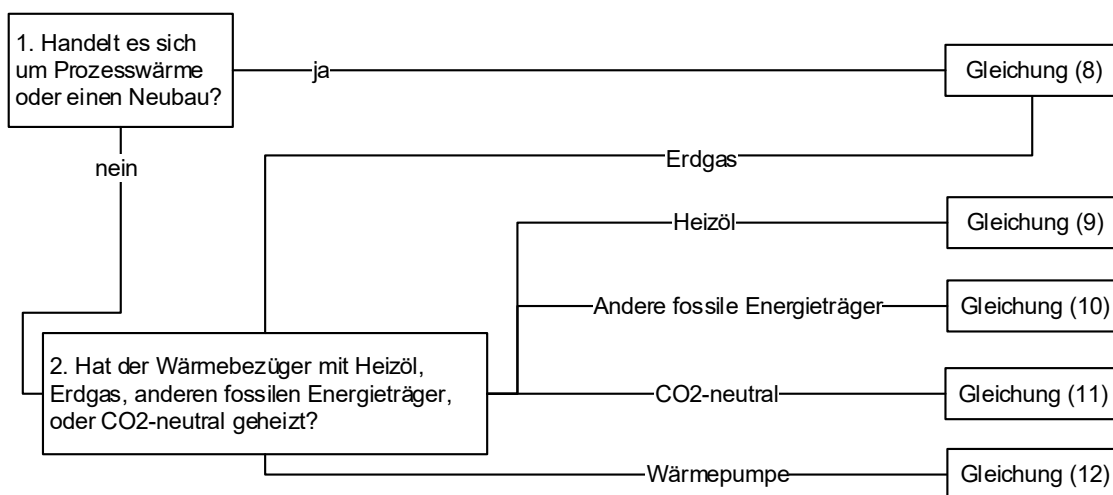 1. Handelt es sich
um Prozesswärme
oder einen Neubau?
ja
Gleichung (8)
nein
Erdgas
Heizöl
Gleichung (9)
Andere fossile Energieträger
Gleichung (10)
2. Hat der Wärmebezüger mit Heizöl,
Erdgas, anderen fossilen Energieträger,
oder CO2-neutral geheizt?
CO2-neutral
Gleichung (11)
Wärmepumpe
Gleichung (12)